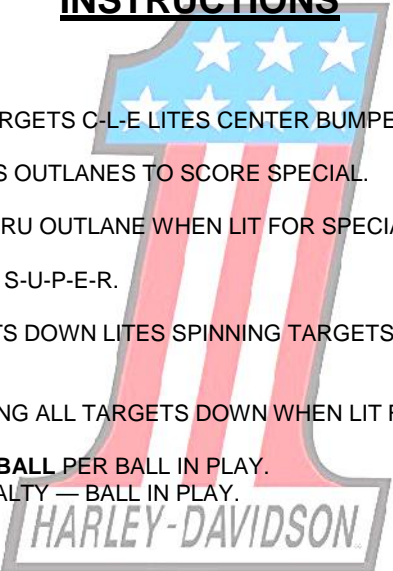 INSTRUCTIONS
RGETS C-L-E LITES CENTER BUMPE
S OUTLANES TO SCORE SPECIAL.
RU OUTLANE WHEN LIT FOR SPECIA
S-U-P-E-R.
TS DOWN LITES SPINNING TARGETS
NG ALL TARGETS DOWN WHEN LIT F
BALL PER BALL IN PLAY.
ALTY — BALL IN PLAY.
HARLEY-DAVIDSON